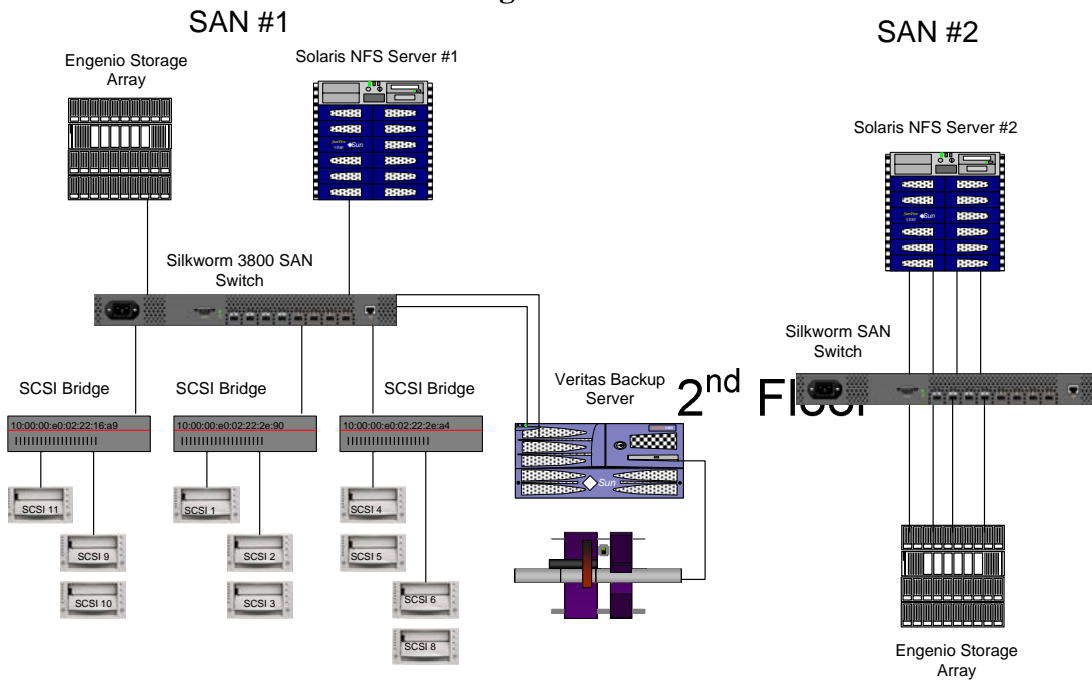 SAN #1
SAN #2
Engenio Storage
Array
Solaris NFS Server #1
Solaris NFS Server #2
Sun
Sun
Silkworm 3800 SAN
Switch
Silkworm SAN
Switch
SCSI Bridge
SCSI Bridge
SCSI Bridge
Veritas Backup
Server
2nd Floor
10:00:00:e0:02:22:16:a9
10:00:00:e0:02:22:2e:90
10:00:00:e0:02:22:2e:a4
Sun
SCSI 11
SCSI 1
SCSI 4
SCSI 9
SCSI 2
SCSI 5
SCSI 10
SCSI 3
SCSI 6
SCSI 8
Engenio Storage
Array